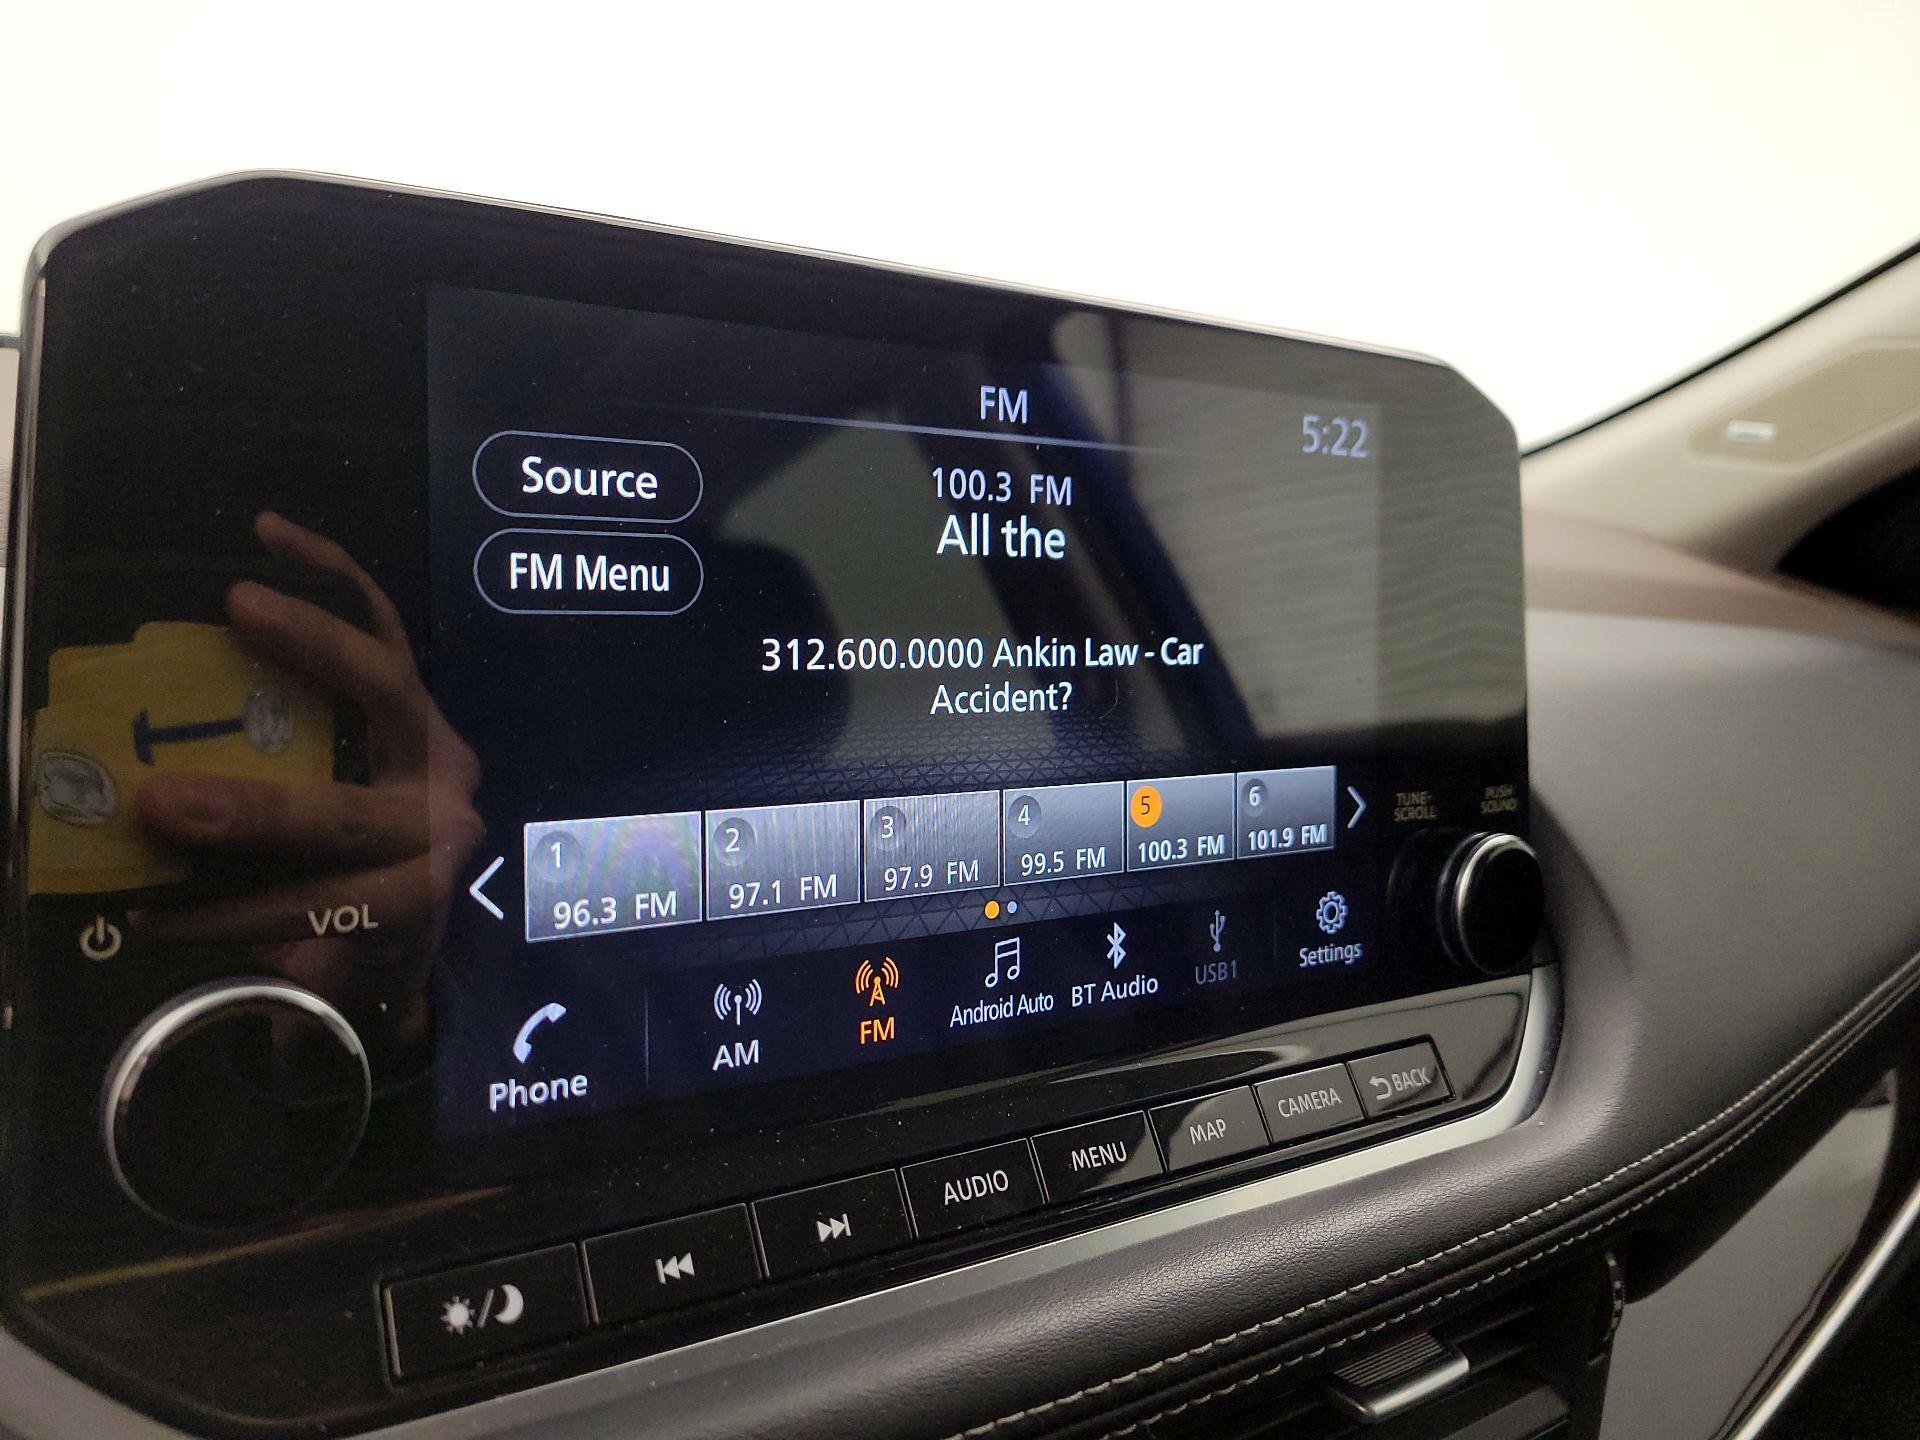 FM
5:22
Source
100.3 FM
All the
FM Menu
312.600.0000 Ankin Law - Car
Accident?
1
96.3 FM
2
97.1 FM
3
97.9 FM
4
99.5 FM
5
100.3 FM
6
101.9 FM
TUNE·
SCROLL
PUSH
SOUND
VOL
Phone
AM
FM
Android Auto
BT Audio
USB1
Settings
AUDIO
MENU
MAP
CAMERA
BACK